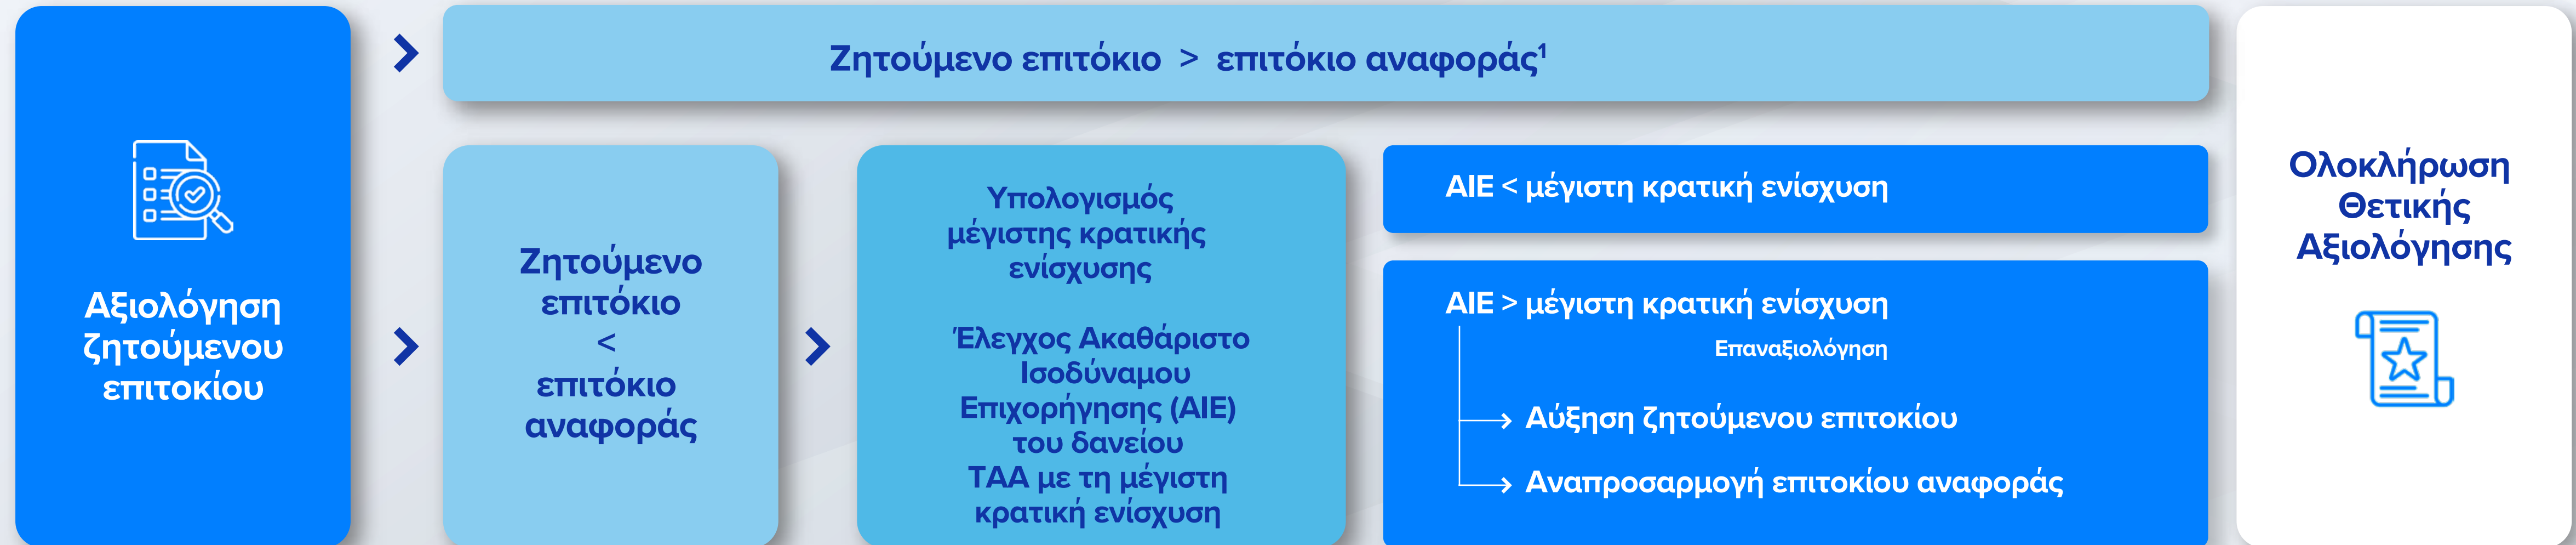 Αξιολόγηση
ζητούμενου
επιτοκίου
Ζητούμενο επιτόκιο > επιτόκιο αναφοράς¹
Ζητούμενο
επιτόκιο
<
επιτόκιο
αναφοράς
Υπολογισμός
μέγιστης κρατικής
ενίσχυσης
Έλεγχος Ακαθάριστο
Ισοδύναμου
Επιχορήγησης (ΑΙΕ)
του δανείου
ΤΑΑ με τη μέγιστη
κρατική ενίσχυση
ΑΙΕ < μέγιστη κρατική ενίσχυση
ΑΙΕ > μέγιστη κρατική ενίσχυση
Επαναξιολόγηση
Αύξηση ζητούμενου επιτοκίου
Αναπροσαρμογή επιτοκίου αναφοράς
Ολοκλήρωση
Θετικής
Αξιολόγησης